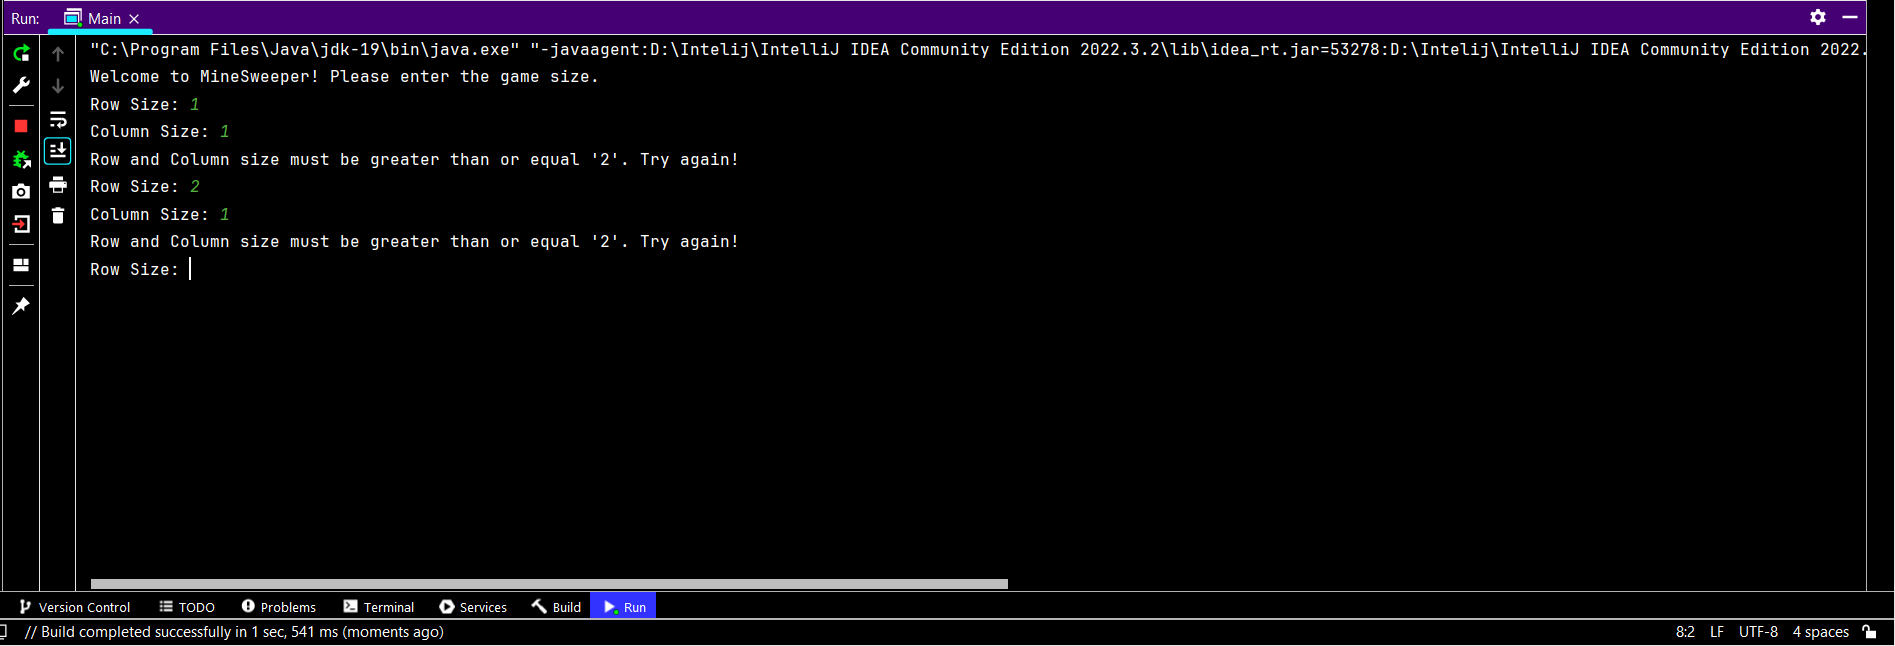 Run: Main
"C:\Program Files\Java\jdk-19\bin\java.exe" "-javaagent:D:\Intelij\IntelliJ IDEA Community Edition 2022.3.2\lib\idea_rt.jar=53278:D:\Intelij\IntelliJ IDEA Community Edition 2022.
Welcome to MineSweeper! Please enter the game size.
Row Size: 1
Column Size: 1
Row and Column size must be greater than or equal '2'. Try again!
Row Size: 2
Column Size: 1
Row and Column size must be greater than or equal '2'. Try again!
Row Size:
Version Control TODO Problems Terminal Services Build Run
// Build completed successfully in 1 sec, 541 ms (moments ago) 8:2 LF UTF-8 4 spaces